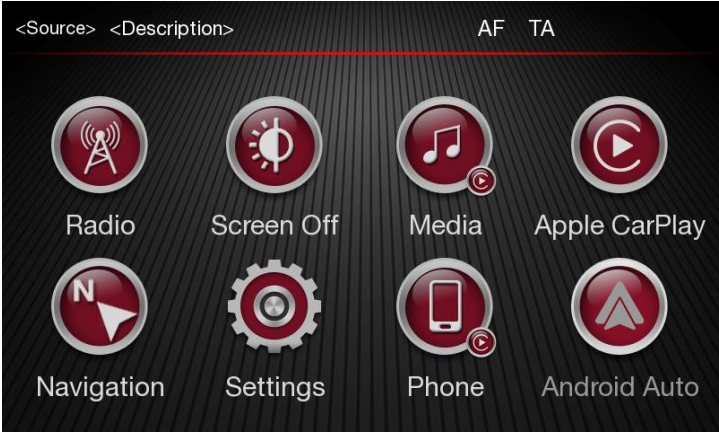 <Source> <Description> AF TA
Radio Screen Off Media Apple CarPlay
N
Navigation Settings Phone Android Auto